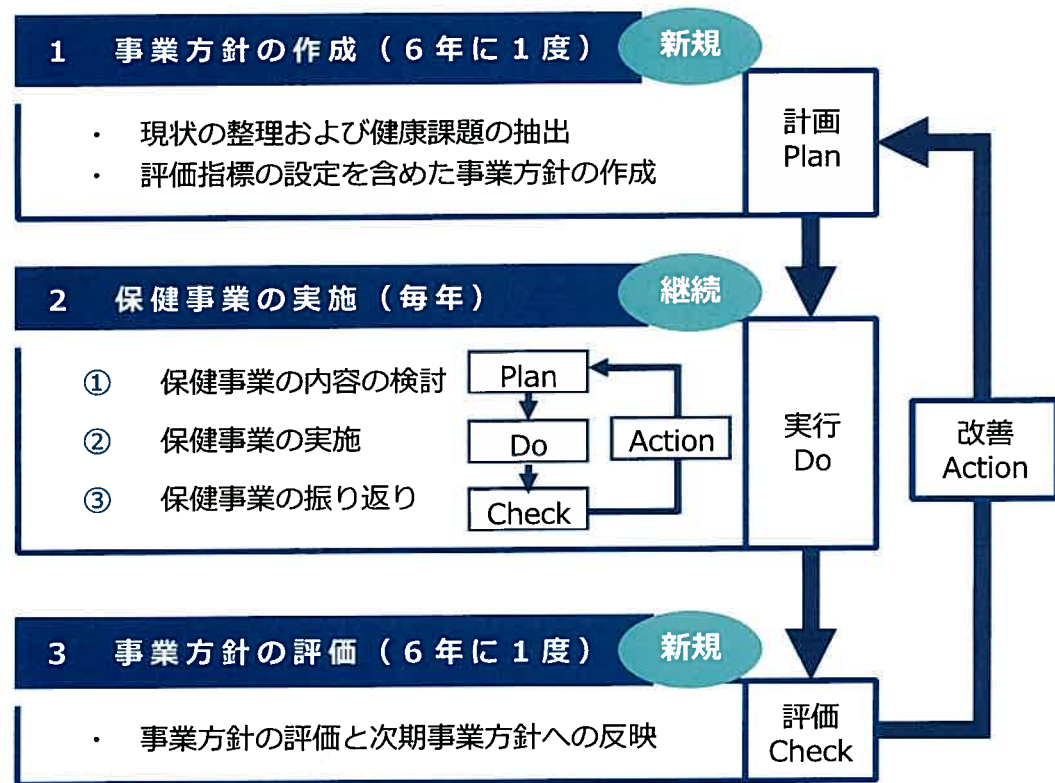 1 事業方針の作成（6年に1度） 新規
・ 現状の整理および健康課題の抽出
・ 評価指標の設定を含めた事業方針の作成
計画
Plan
2 保健事業の実施（毎年） 継続
① 保健事業の内容の検討
② 保健事業の実施
③ 保健事業の振り返り
Plan
Do
Check
Action
実行
Do
改善
Action
3 事業方針の評価（6年に1度） 新規
・ 事業方針の評価と次期事業方針への反映
評価
Check